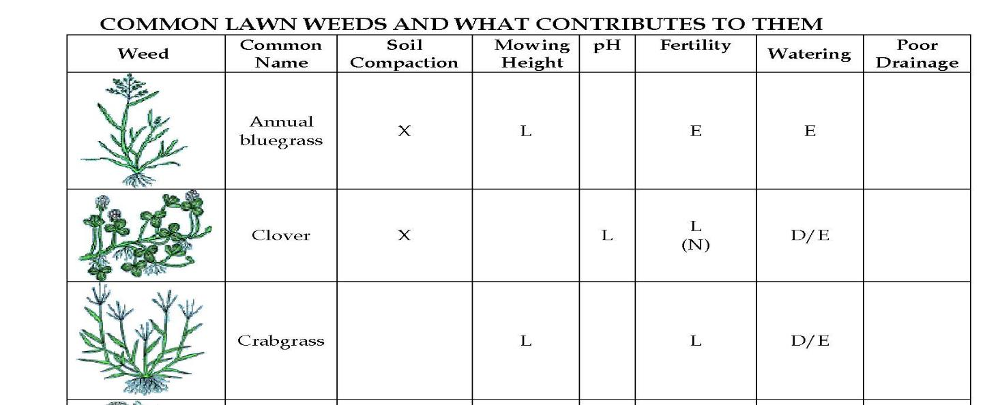 COMMON LAWN WEEDS AND WHAT CONTRIBUTES TO THEM
Weed
Common
Name
Soil
Compaction
Mowing
Height
pH
Fertility
Watering
Poor
Drainage
Annual
bluegrass
X
L
E
E
Clover
X
L
L
(N)
D/E
Crabgrass
L
L
D/E